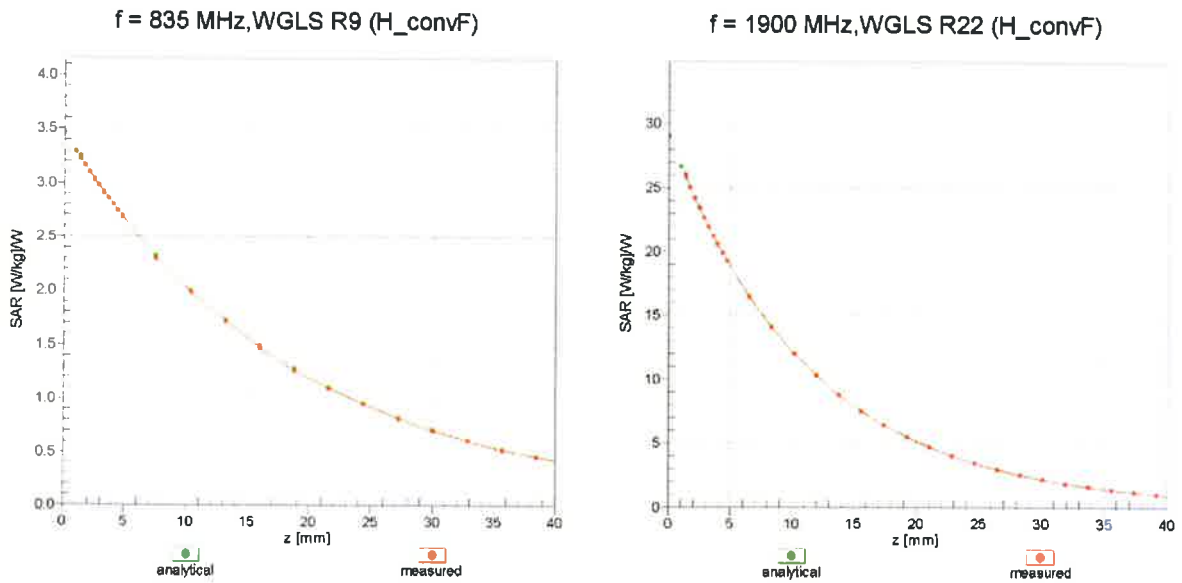 f = 835 MHz,WGLS R9 (H_convF)
4.0
3.5
3.0
2.5
2.0
1.5
1.0
0.5
0.0
SAR [W/kg]/W
0 5 10 15 20 25 30 35 40
z [mm]
analytical measured
f = 1900 MHz,WGLS R22 (H_convF)
30
25
20
15
10
5
0
SAR [W/kg]/W
0 5 10 15 20 25 30 35 40
z [mm]
analytical measured